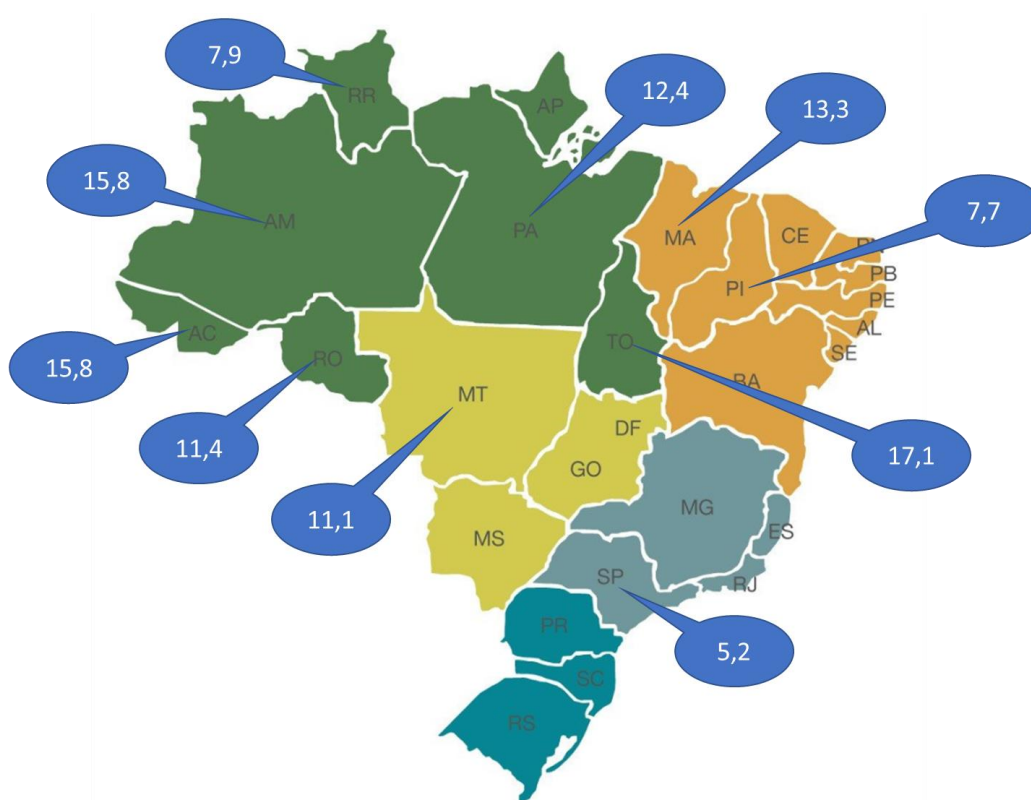 7,9
RR
AP
12,4
13,3
15,8
AM
PA
MA
CE
7,7
RN
PB
PI
PE
AL
SE
AC
RO
TO
BA
15,8
MT
DF
11,4
GO
17,1
11,1
MG
MS
ES
SP
RJ
PR
5,2
SC
RS